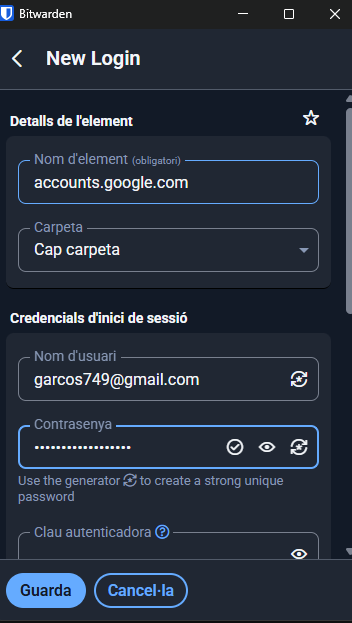 Bitwarden
New Login
Detalls de l'element
Nom d'element (obligatori)
accounts.google.com
Carpeta
Cap carpeta
Credencials d'inici de sessió
Nom d'usuari
garcos749@gmail.com
Contrasenya
••••••••••••••••••
Use the generator to create a strong unique
password
Clau autenticadora
Guarda
Cancel·la